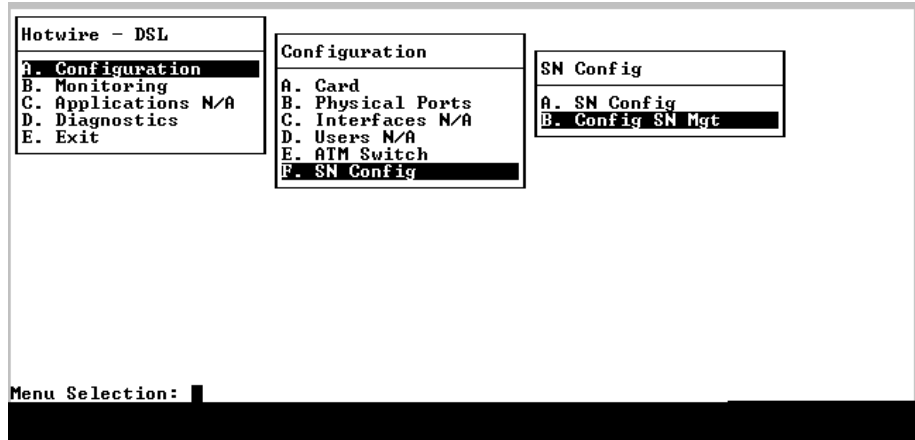 Hotwire - DSL
A. Configuration
B. Monitoring
C. Applications N/A
D. Diagnostics
E. Exit
Configuration
A. Card
B. Physical Ports
C. Interfaces N/A
D. Users N/A
E. ATM Switch
F. SN Config
SN Config
A. SN Config
B. Config SN Mgt
Menu Selection: